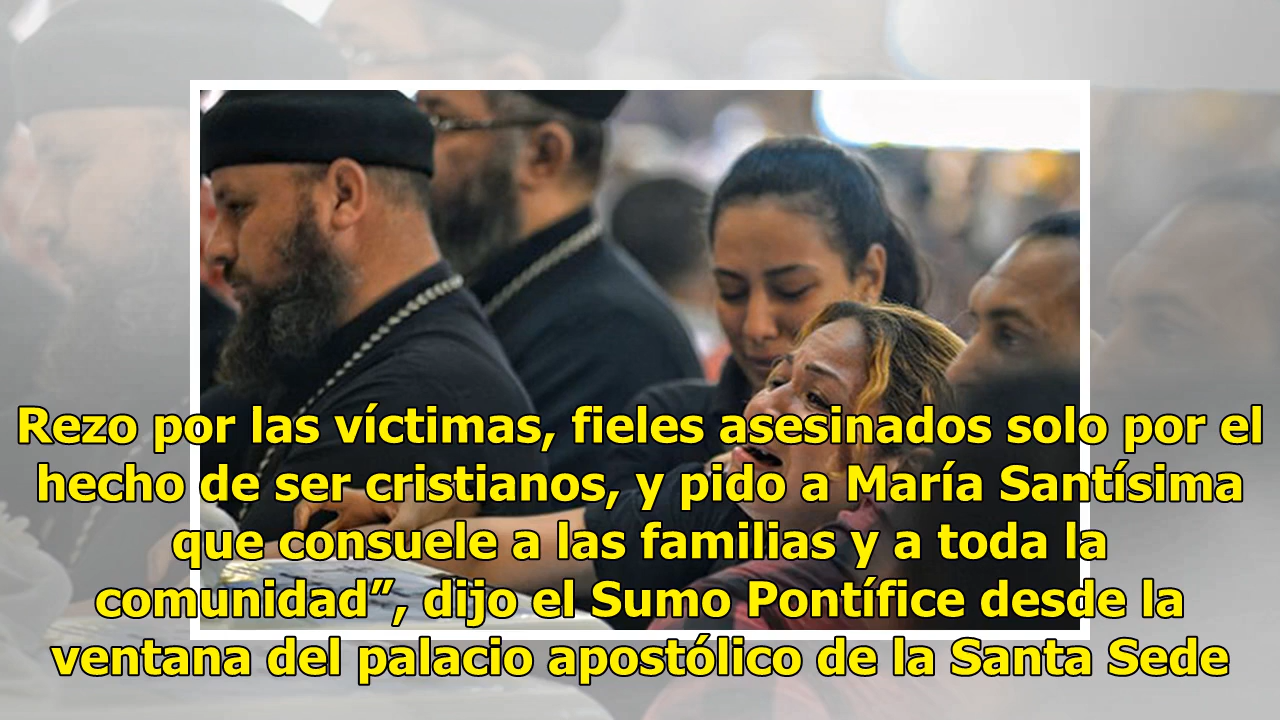 Rezo por las víctimas, fieles asesinados solo por el
hecho de ser cristianos, y pido a María Santísima
que consuele a las familias y a toda la
comunidad”, dijo el Sumo Pontífice desde la
ventana del palacio apostólico de la Santa Sede